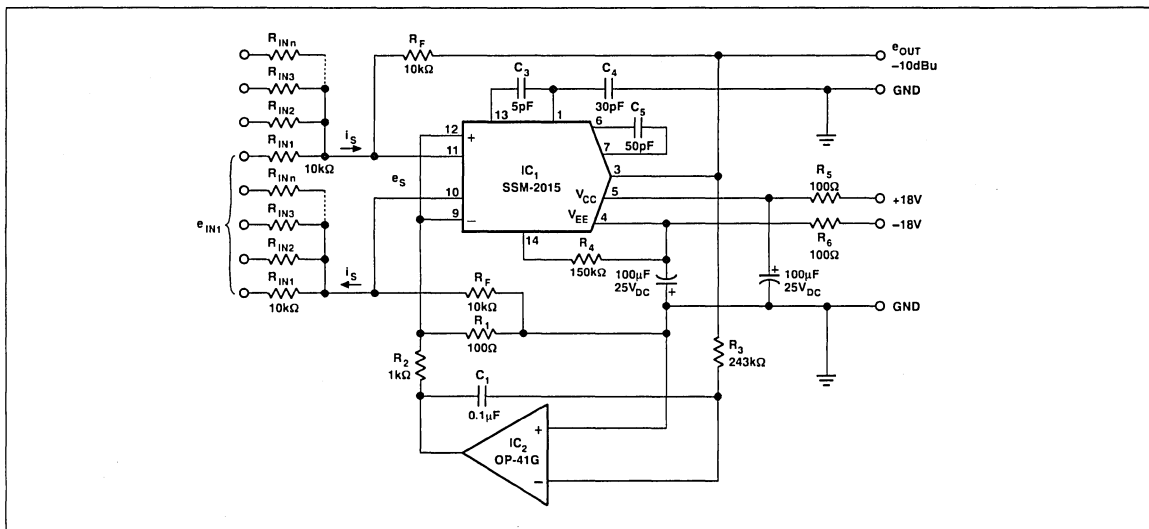 R_INn
R_IN3
R_IN2
R_IN1
10kΩ
R_INn
R_IN3
R_IN2
R_IN1
10kΩ
e_IN1
i_S
i_S
e_S
R_F
10kΩ
C_3
5pF
C_4
30pF
C_5
50pF
13
1
12
+
11
10
9
−
14
6
7
3
5
4
IC_1
SSM-2015
V_CC
V_EE
e_OUT
−10dBu
GND
R_5
100Ω
+18V
−18V
R_6
100Ω
R_4
150kΩ
100μF
25V_DC
+
+
100μF
25V_DC
GND
R_F
10kΩ
R_1
100Ω
R_2
1kΩ
R_3
243kΩ
C_1
0.1μF
IC_2
OP-41G
+
−